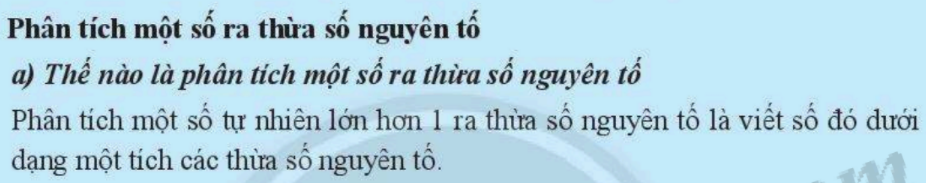 Phân tích một số ra thừa số nguyên tố
a) Thế nào là phân tích một số ra thừa số nguyên tố
Phân tích một số tự nhiên lớn hơn 1 ra thừa số nguyên tố là viết số đó dưới
dạng một tích các thừa số nguyên tố.